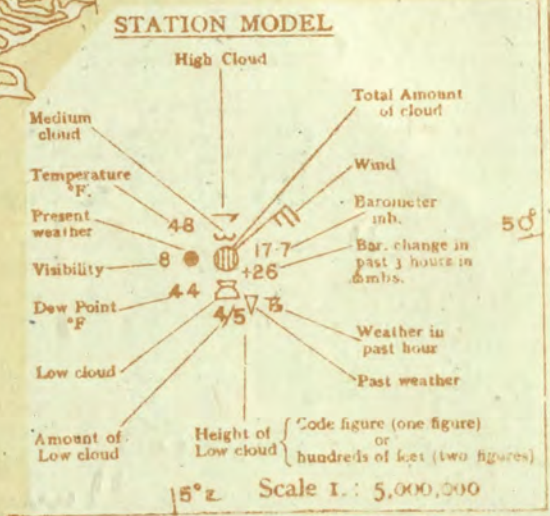 STATION MODEL
High Cloud
Total Amount
of cloud
Medium
cloud
Wind
Temperature
°F.
48
Barometer
mb.
Present
weather
17·7
50°
8
Bar. change in
past 3 hours in
+26
Visibility
mbs.
44
Dew Point
°F
4/5
Weather in
past hour
Low cloud
Past weather
Amount of
Low cloud
Height of
Low cloud
Code figure (one figure)
or
hundreds of feet (two figures)
Scale 1 : 5,000,000